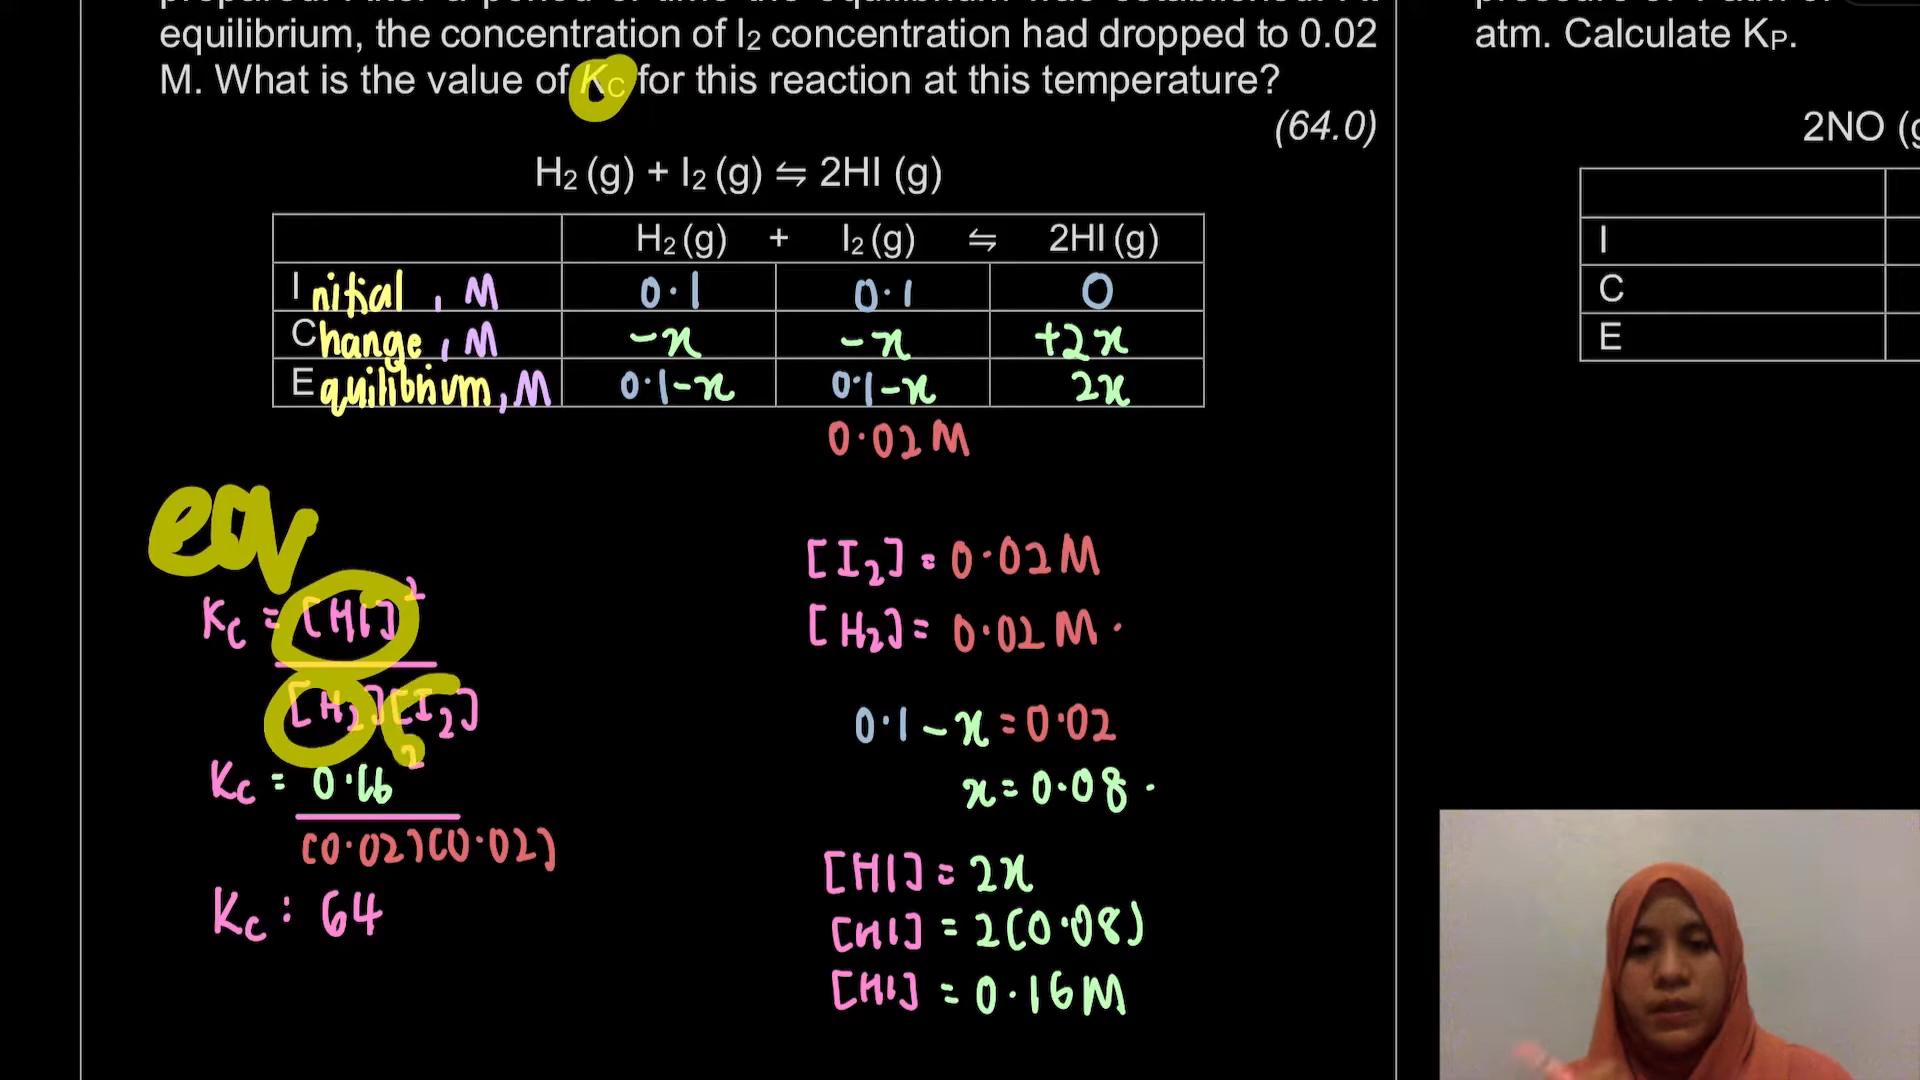 equilibrium, the concentration of I2 concentration had dropped to 0.02
M. What is the value of Kc for this reaction at this temperature?
(64.0)
H2 (g) + I2 (g) ⇋ 2HI (g)
H2 (g) + I2 (g) ⇋ 2HI (g)
Initial, M 0.1 0.1 0
Change, M -x -x +2x
Equilibrium, M 0.1-x 0.1-x 2x
0.02 M
Kc = [HI]²
[H2][I2]
Kc = 0.16²
(0.02)(0.02)
Kc : 64
[I2] = 0.02 M
[H2] = 0.02 M
0.1 - x = 0.02
x = 0.08
[HI] = 2x
[HI] = 2(0.08)
[HI] = 0.16 M
atm. Calculate KP.
2NO (g
I
C
E